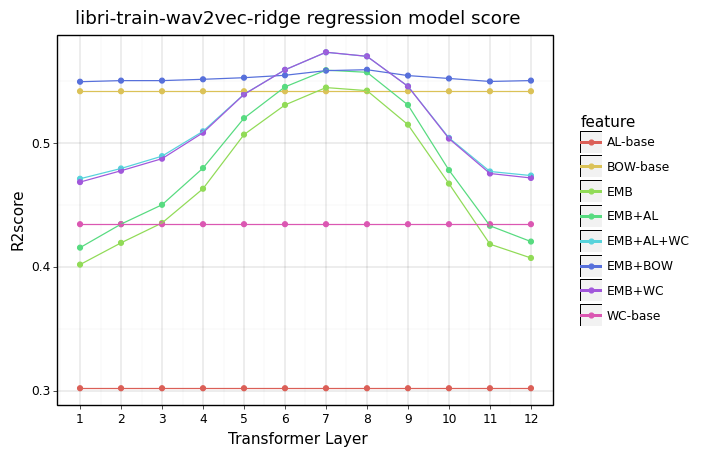 libri-train-wav2vec-ridge regression model score
R2score
0.5
0.4
0.3
1 2 3 4 5 6 7 8 9 10 11 12
Transformer Layer
feature
AL-base
BOW-base
EMB
EMB+AL
EMB+AL+WC
EMB+BOW
EMB+WC
WC-base